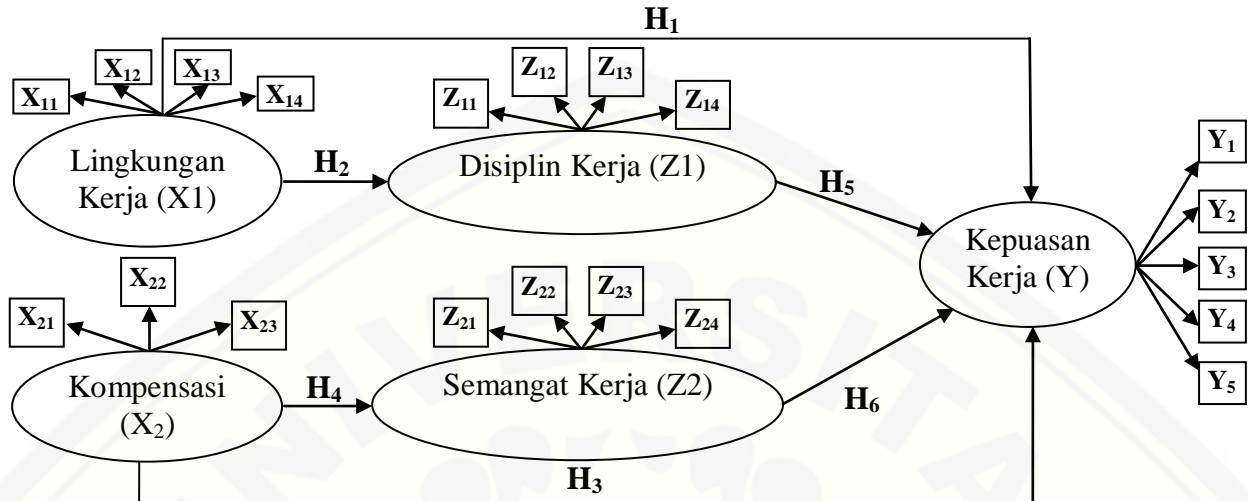 H₁
X₁₁
X₁₂
X₁₃
X₁₄
Z₁₁
Z₁₂
Z₁₃
Z₁₄
Lingkungan
Kerja (X1)
H₂
Disiplin Kerja (Z1)
H₅
Kepuasan
Kerja (Y)
Y₁
Y₂
Y₃
Y₄
Y₅
X₂₁
X₂₂
X₂₃
Z₂₁
Z₂₂
Z₂₃
Z₂₄
Kompensasi
(X₂)
H₄
Semangat Kerja (Z2)
H₆
H₃
UNIVERSITA